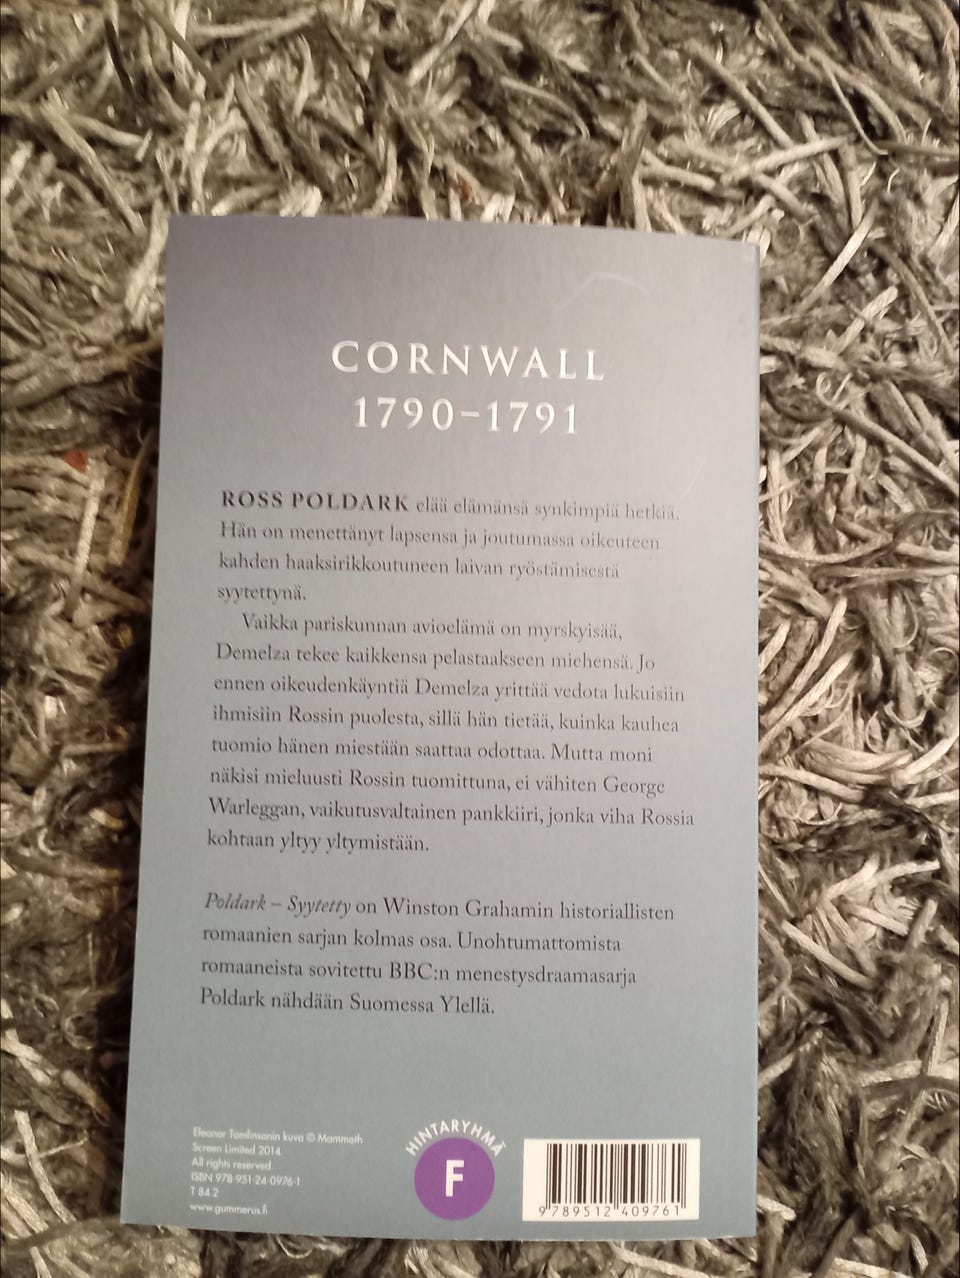 CORNWALL
1790–1791
ROSS POLDARK elää elämänsä synkimpiä hetkiä.
Hän on menettänyt lapsensa ja joutumassa oikeuteen
kahden haaksirikkoutuneen laivan ryöstämisestä
syytettynä.
Vaikka pariskunnan avioelämä on myrskyisää,
Demelza tekee kaikkensa pelastaakseen miehensä. Jo
ennen oikeudenkäyntiä Demelza yrittää vedota lukuisiin
ihmisiin Rossin puolesta, sillä hän tietää, kuinka kauhea
tuomio hänen miestään saattaa odottaa. Mutta moni
näkisi mieluusti Rossin tuomittuna, ei vähiten George
Warleggan, vaikutusvaltainen pankkiiri, jonka viha Rossia
kohtaan yltyy yltymistään.
Poldark – Syytetty on Winston Grahamin historiallisten
romaanien sarjan kolmas osa. Unohtumattomista
romaaneista sovitettu BBC:n menestysdraamasarja
Poldark nähdään Suomessa Ylellä.
Eleanor Tomlinsonin kuva © Mammoth
Screen Limited 2014.
All rights reserved
ISBN 978-951-24-0976-1
T 84.2
www.gummerus.fi
HINTARYHMÄ
F
9 789512 409761